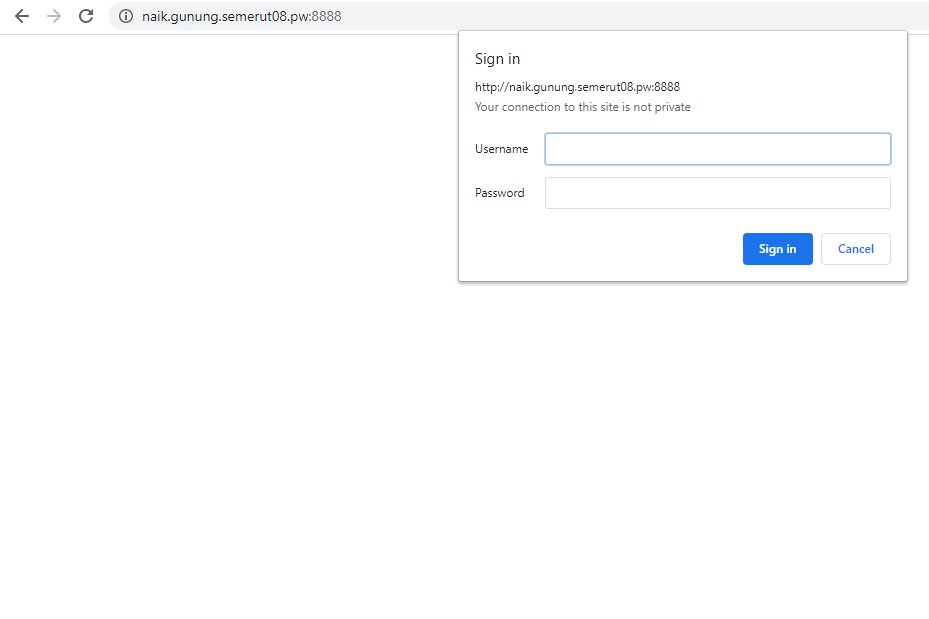 naik.gunung.semerut08.pw:8888
Sign in
http://naik.gunung.semerut08.pw:8888
Your connection to this site is not private
Username
Password
Sign in
Cancel